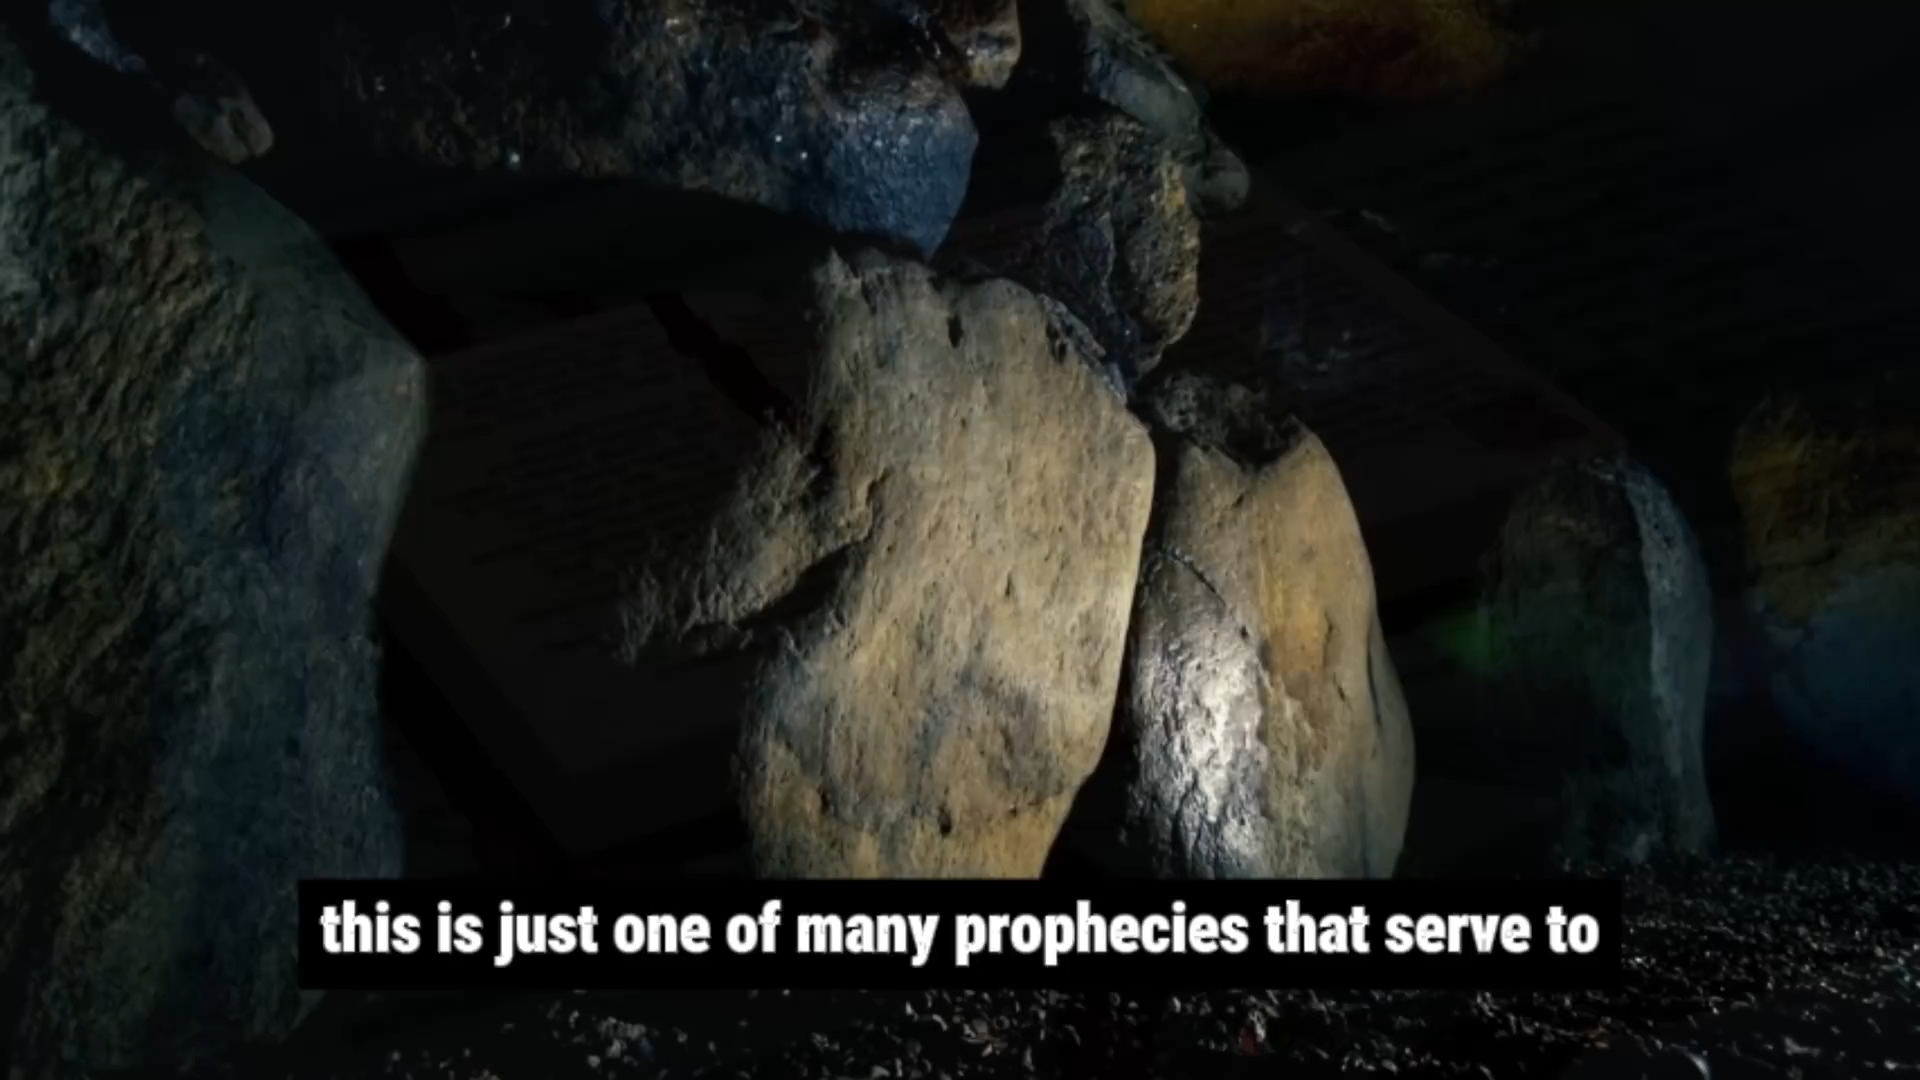 this is just one of many prophecies that serve to